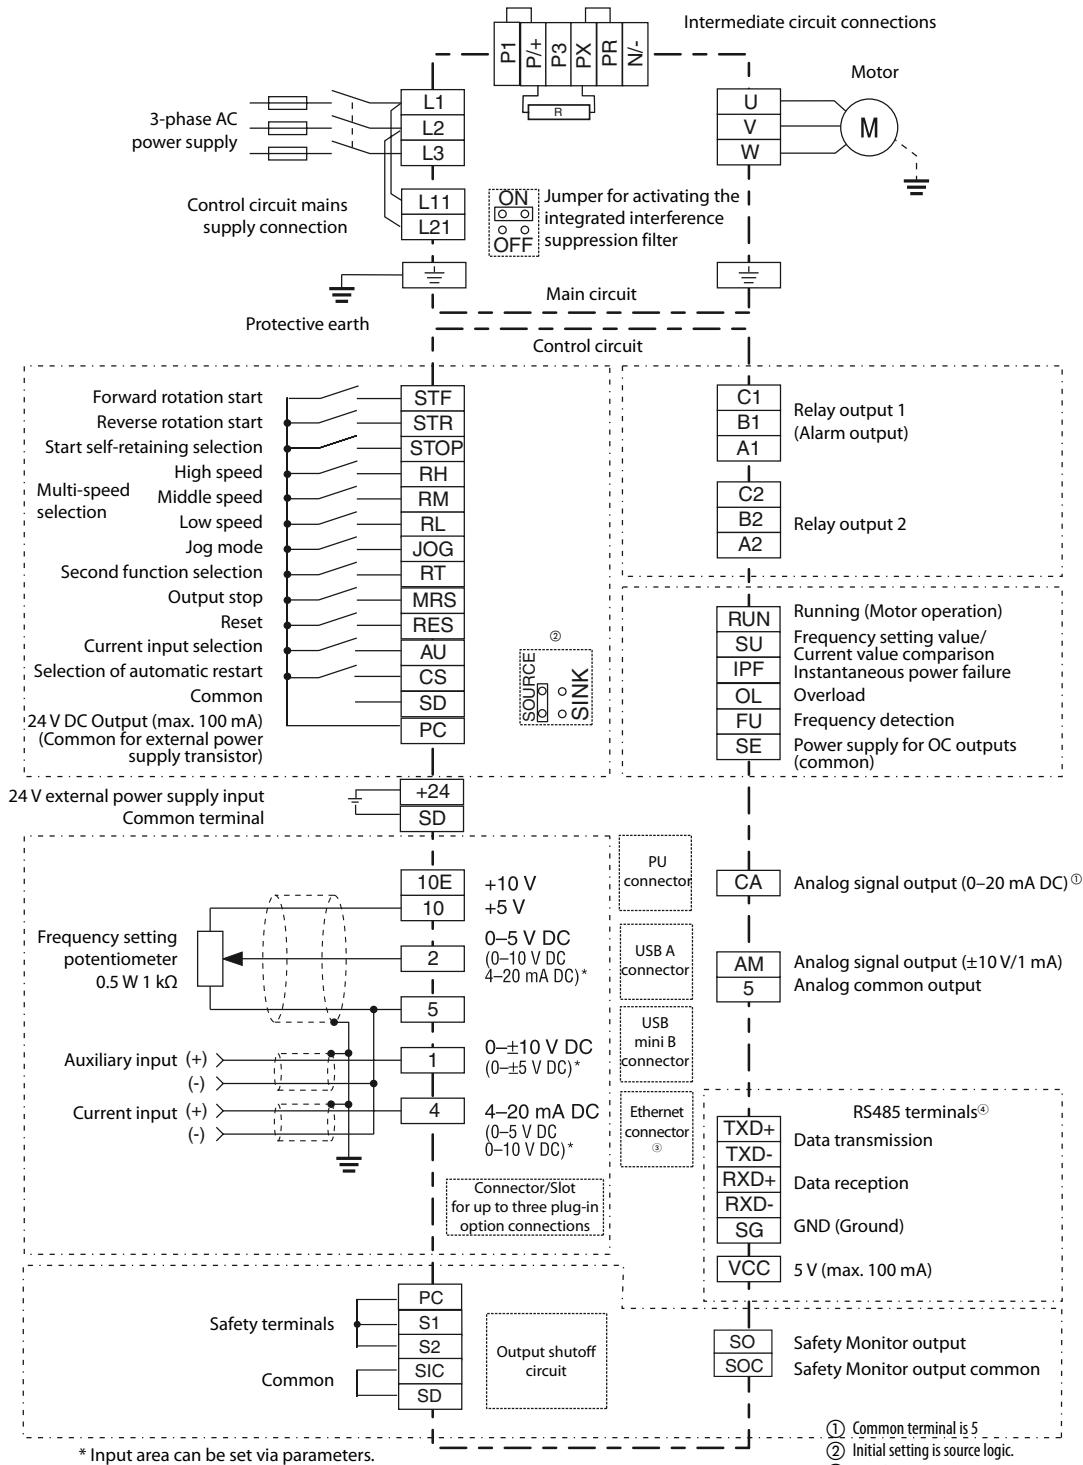 Intermediate circuit connections
P1
P/+
P3
PX
PR
N/-
R
3-phase AC
power supply
L1
L2
L3
Control circuit mains
supply connection
L11
L21
ON
OFF
Jumper for activating the
integrated interference
suppression filter
Motor
U
V
W
M
Protective earth
Main circuit
Control circuit
Forward rotation start
STF
Reverse rotation start
STR
Start self-retaining selection
STOP
Multi-speed
selection
High speed
RH
Middle speed
RM
Low speed
RL
Jog mode
JOG
Second function selection
RT
Output stop
MRS
Reset
RES
Current input selection
AU
Selection of automatic restart
CS
Common
SD
24 V DC Output (max. 100 mA)
(Common for external power
supply transistor)
PC
②
SOURCE
SINK
C1
B1
A1
Relay output 1
(Alarm output)
C2
B2
A2
Relay output 2
RUN
Running (Motor operation)
SU
Frequency setting value/
Current value comparison
IPF
Instantaneous power failure
OL
Overload
FU
Frequency detection
SE
Power supply for OC outputs
(common)
24 V external power supply input
+24
Common terminal
SD
10E
+10 V
10
+5 V
Frequency setting
potentiometer
0.5 W 1 kΩ
2
0–5 V DC
(0–10 V DC
4–20 mA DC)*
5
Auxiliary input (+)
(-)
1
0–±10 V DC
(0–±5 V DC)*
Current input (+)
(-)
4
4–20 mA DC
(0–5 V DC
0–10 V DC)*
Connector/Slot
for up to three plug-in
option connections
PU
connector
USB A
connector
USB
mini B
connector
Ethernet
connector
③
CA
Analog signal output (0–20 mA DC)①
AM
Analog signal output (±10 V/1 mA)
5
Analog common output
RS485 terminals④
TXD+
TXD-
Data transmission
RXD+
RXD-
Data reception
SG
GND (Ground)
VCC
5 V (max. 100 mA)
Safety terminals
PC
S1
S2
Common
SIC
SD
Output shutoff
circuit
SO
Safety Monitor output
SOC
Safety Monitor output common
* Input area can be set via parameters.
① Common terminal is 5
② Initial setting is source logic.